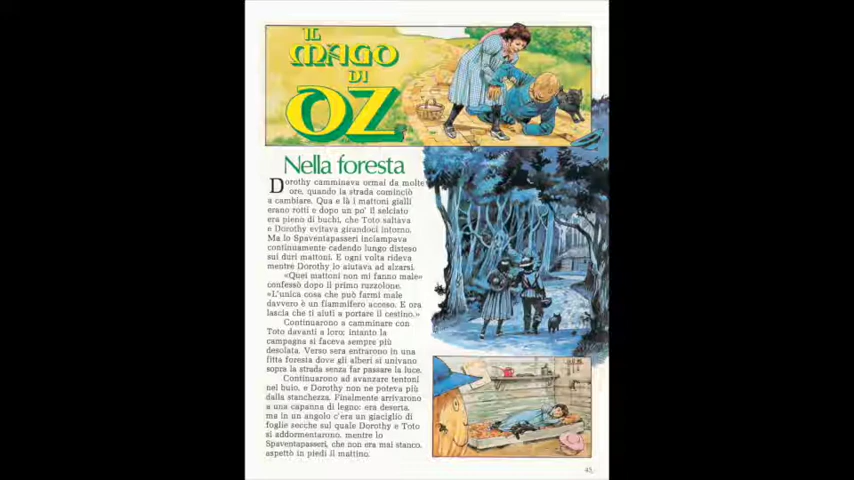 IL
MAGO
DI
OZ
Nella foresta
Dorothy camminava ormai da molte
ore, quando la strada cominciò
a cambiare. Qua e là i mattoni gialli
erano rotti e dopo un po' il selciato
era pieno di buchi, che Toto saltava
e Dorothy evitava girandoci intorno.
Ma lo Spaventapasseri inciampava
continuamente cadendo lungo disteso
sui duri mattoni. E ogni volta rideva
mentre Dorothy lo aiutava ad alzarsi.
«Quei mattoni non mi fanno male»
confessò dopo il primo ruzzolone.
«L'unica cosa che può farmi male
davvero è un fiammifero acceso. E ora
lascia che ti aiuti a portare il cestino.»
Continuarono a camminare con
Toto davanti a loro; intanto la
campagna si faceva sempre più
desolata. Verso sera entrarono in una
fitta foresta dove gli alberi si univano
sopra la strada senza far passare la luce.
Continuarono ad avanzare tentoni
nel buio, e Dorothy non ne poteva più
dalla stanchezza. Finalmente arrivarono
a una capanna di legno: era deserta,
ma in un angolo c'era un giaciglio di
foglie secche sul quale Dorothy e Toto
si addormentarono, mentre lo
Spaventapasseri, che non era mai stanco,
aspettò in piedi il mattino.
45